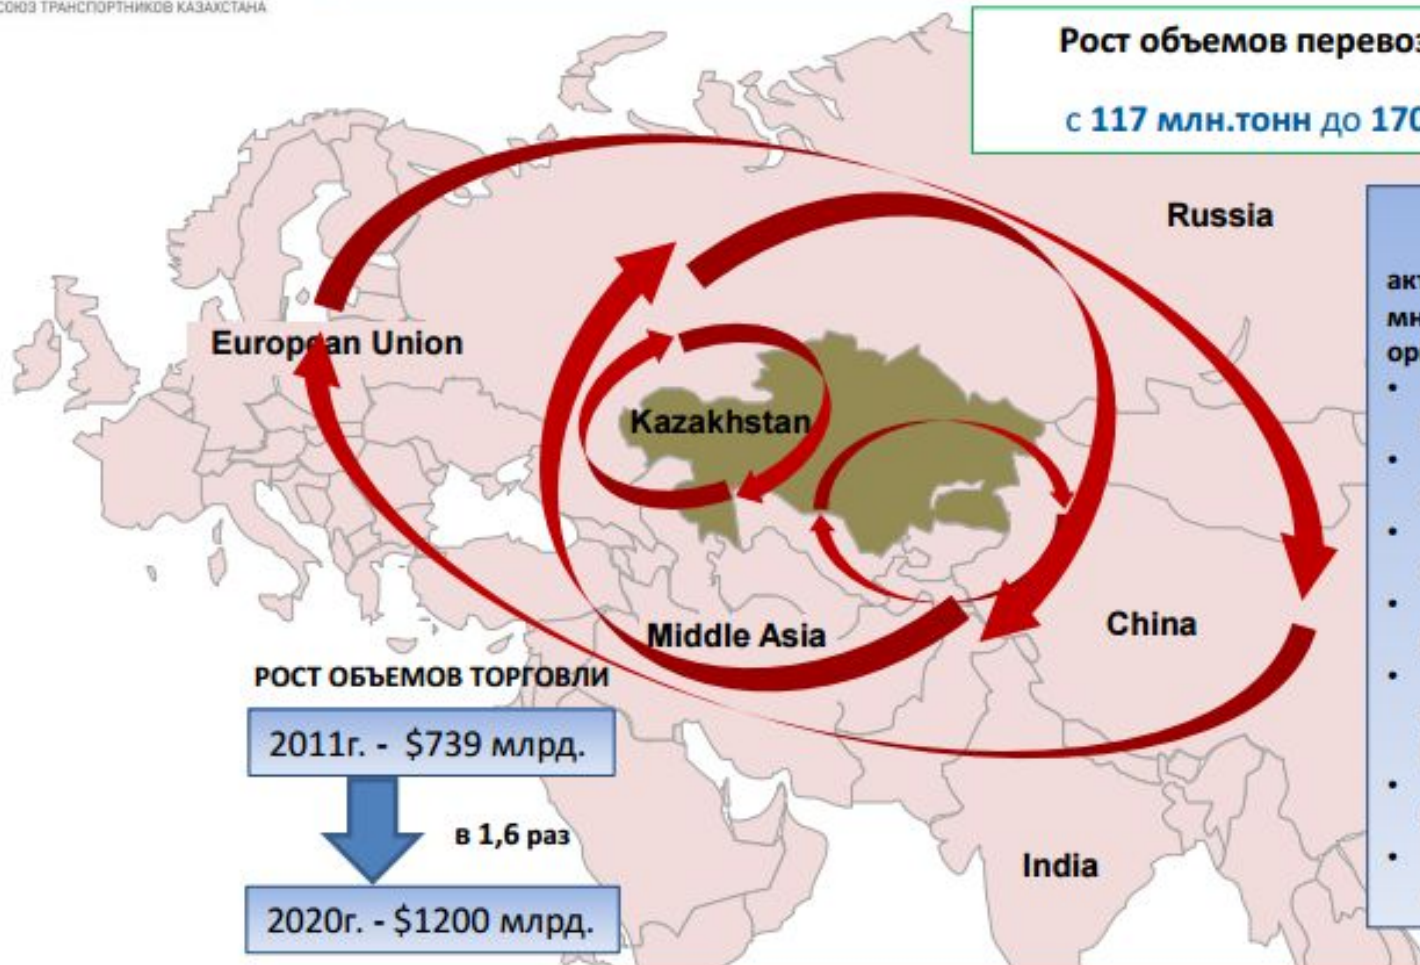 СОЮЗ ТРАНСПОРТНИКОВ КАЗАХСТАНА
Рост объемов
с 117 млн.тонн до 170
Russia
European Union
Kazakhstan
Middle Asia
China
India
РОСТ ОБЪЕМОВ ТОРГОВЛИ
2011г. - $739 млрд.
в 1,6 раз
2020г. - $1200 млрд.